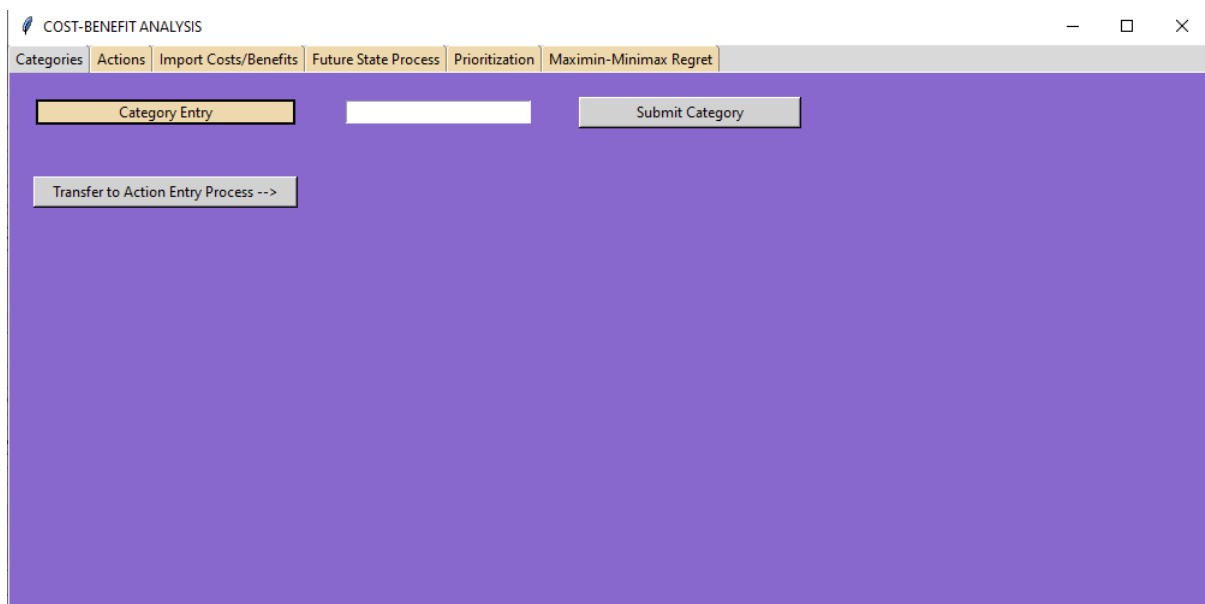 COST-BENEFIT ANALYSIS
Categories Actions Import Costs/Benefits Future State Process Prioritization Maximin-Minimax Regret
Category Entry Submit Category
Transfer to Action Entry Process -->